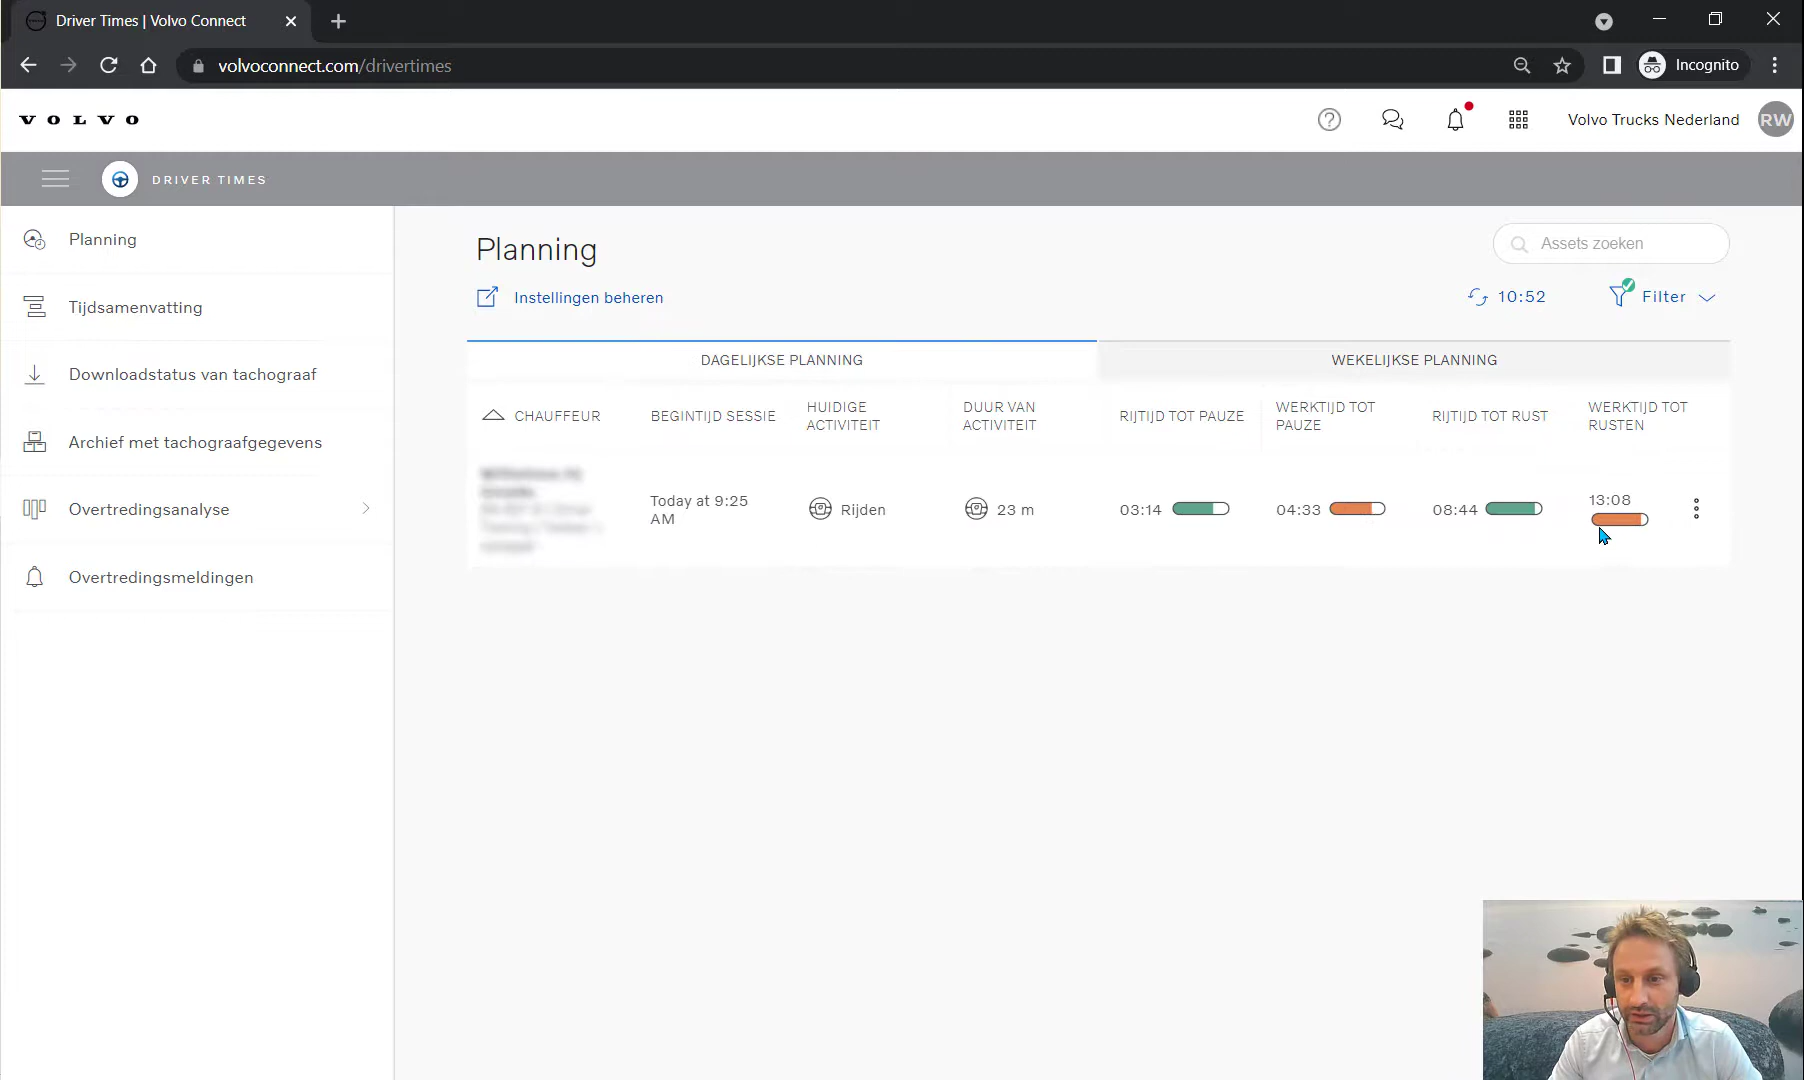 Driver Times | Volvo Connect
volvoconnect.com/drivertimes
Incognito
VOLVO
Volvo Trucks Nederland
RW
DRIVER TIMES
Planning
Tijdsamenvatting
Downloadstatus van tachograaf
Archief met tachograafgegevens
Overtredingsanalyse
Overtredingsmeldingen
Planning
Assets zoeken
Instellingen beheren
10:52
Filter
DAGELIJKSE PLANNING
WEKELIJKSE PLANNING
CHAUFFEUR
BEGINTIJD SESSIE
HUIDIGE
ACTIVITEIT
DUUR VAN
ACTIVITEIT
RIJTIJD TOT PAUZE
WERKTIJD TOT
PAUZE
RIJTIJD TOT RUST
WERKTIJD TOT
RUSTEN
Today at 9:25
AM
Rijden
23 m
03:14
04:33
08:44
13:08